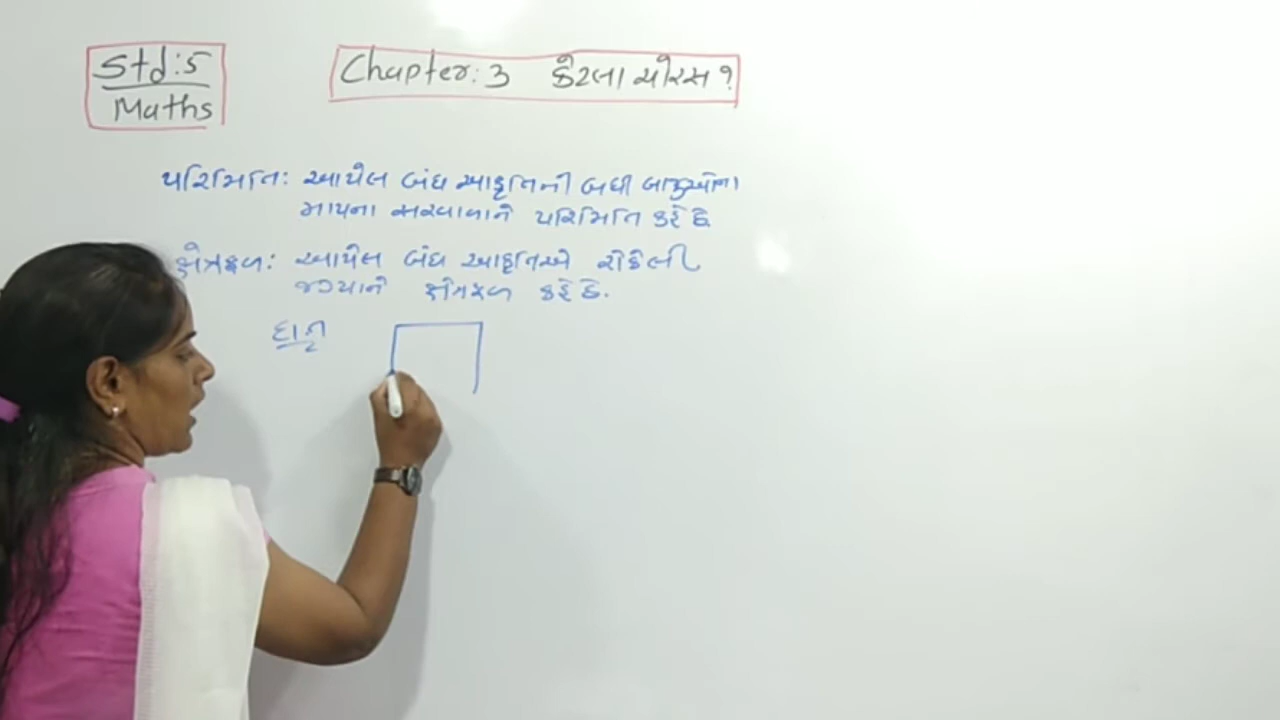 Std:5
Maths
Chapter: 3 કેટલા ચોરસ ?
પરિમિતિ: આપેલ બંધ આકૃતિની બધી બાજુઓના
માપના સરવાળાને પરિમિતિ કહે છે.
ક્ષેત્રફળ: આપેલ બંધ આકૃતિએ રોકેલી
જગ્યાને ક્ષેત્રફળ કહે છે.
દા.ત